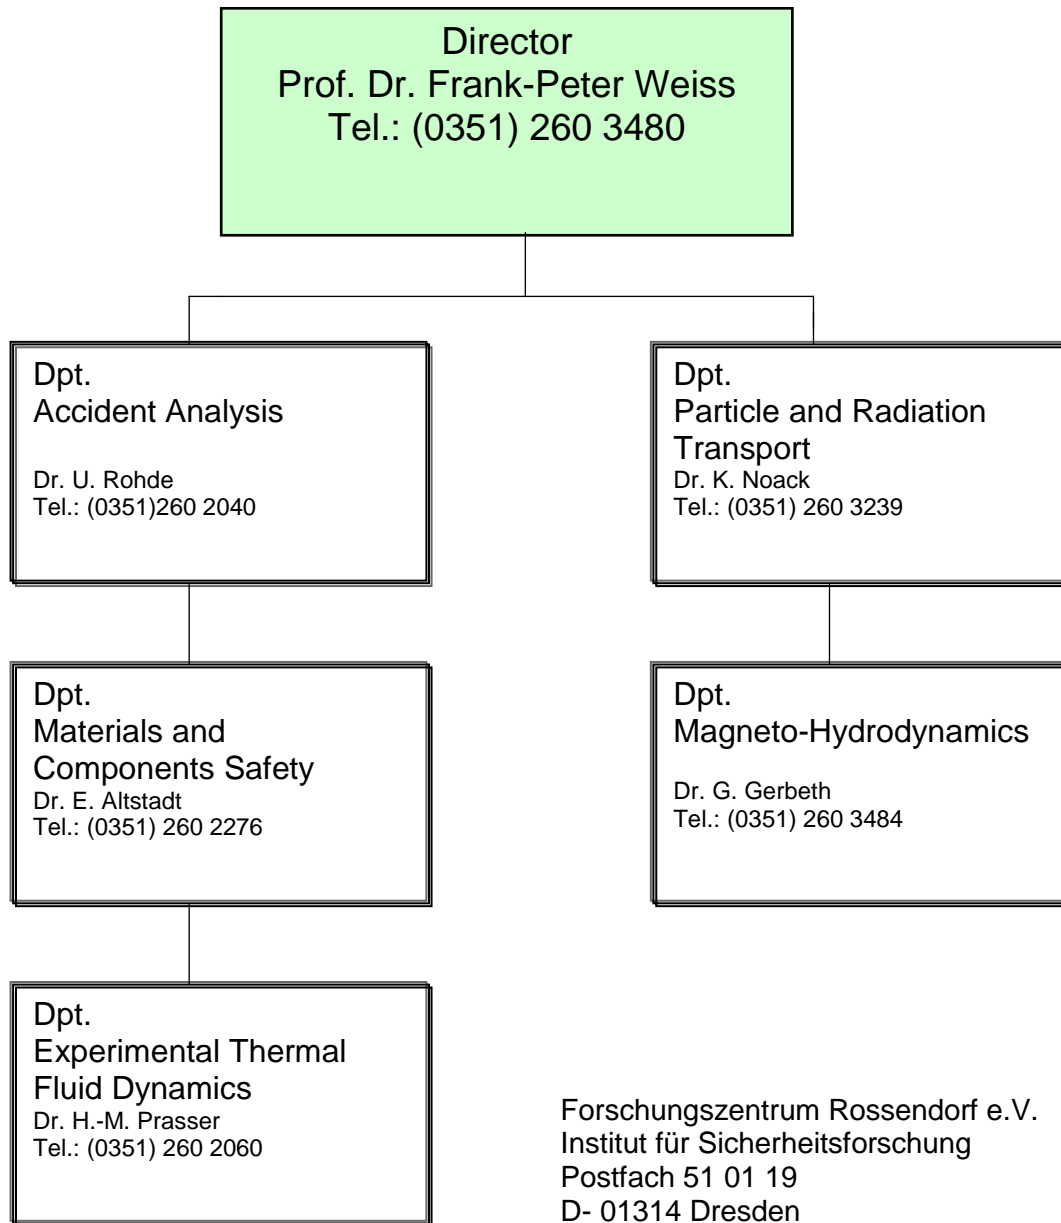 Director
Prof. Dr. Frank-Peter Weiss
Tel.: (0351) 260 3480
Dpt.
Accident Analysis
Dr. U. Rohde
Tel.: (0351)260 2040
Dpt.
Particle and Radiation
Transport
Dr. K. Noack
Tel.: (0351) 260 3239
Dpt.
Materials and
Components Safety
Dr. E. Altstadt
Tel.: (0351) 260 2276
Dpt.
Magneto-Hydrodynamics
Dr. G. Gerbeth
Tel.: (0351) 260 3484
Dpt.
Experimental Thermal
Fluid Dynamics
Dr. H.-M. Prasser
Tel.: (0351) 260 2060
Forschungszentrum Rossendorf e.V.
Institut für Sicherheitsforschung
Postfach 51 01 19
D- 01314 Dresden